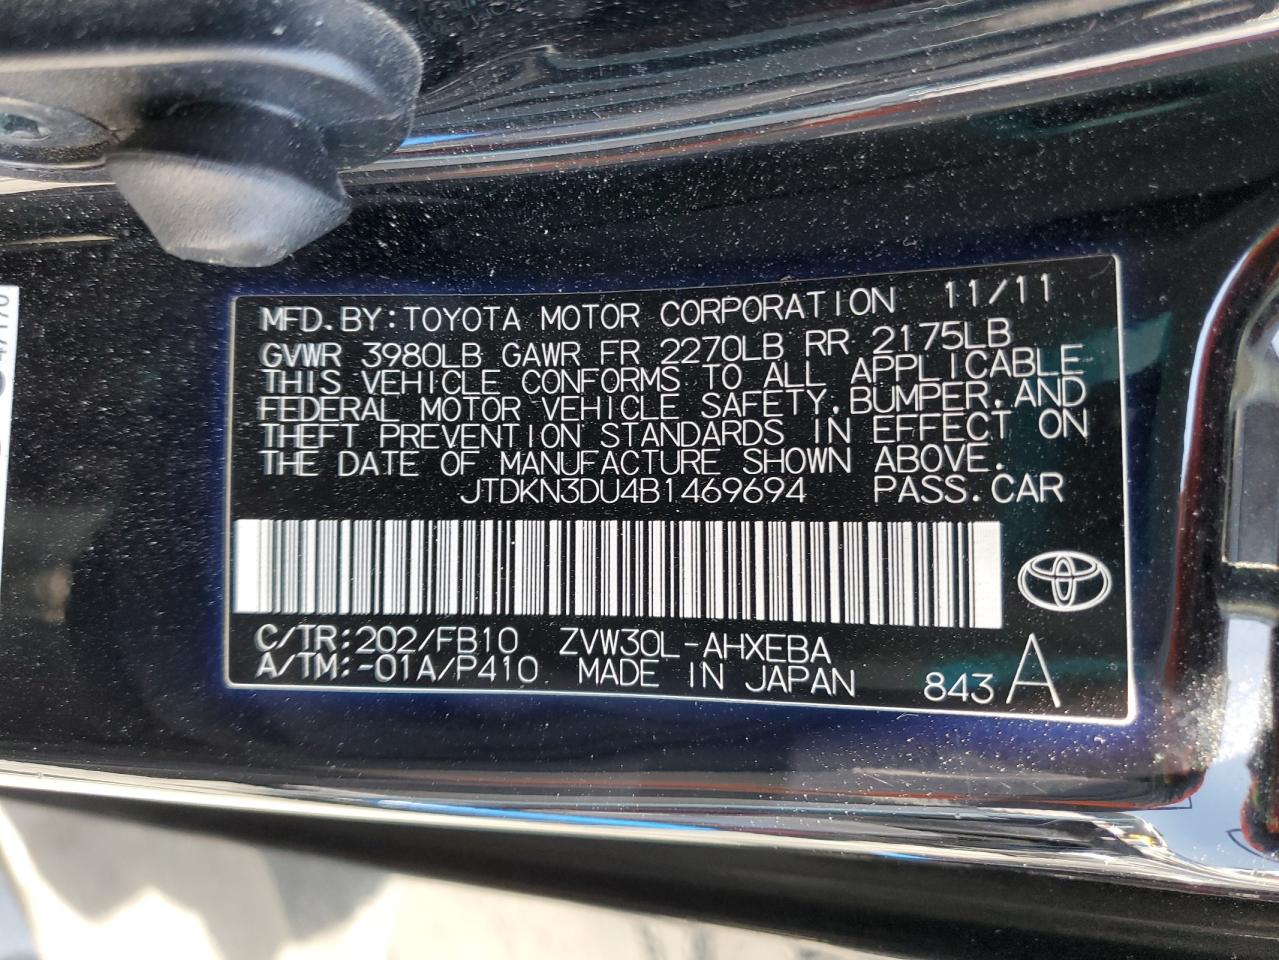 MFD.BY:TOYOTA MOTOR CORPORATION 11/11
GVWR 3980LB GAWR FR 2270LB RR 2175LB
THIS VEHICLE CONFORMS TO ALL APPLICABLE
FEDERAL MOTOR VEHICLE SAFETY,BUMPER,AND
THEFT PREVENTION STANDARDS IN EFFECT ON
THE DATE OF MANUFACTURE SHOWN ABOVE.
JTDKN3DU4B1469694 PASS.CAR
C/TR:202/FB10 ZVW30L-AHXEBA
A/TM:-01A/P410 MADE IN JAPAN 843 A